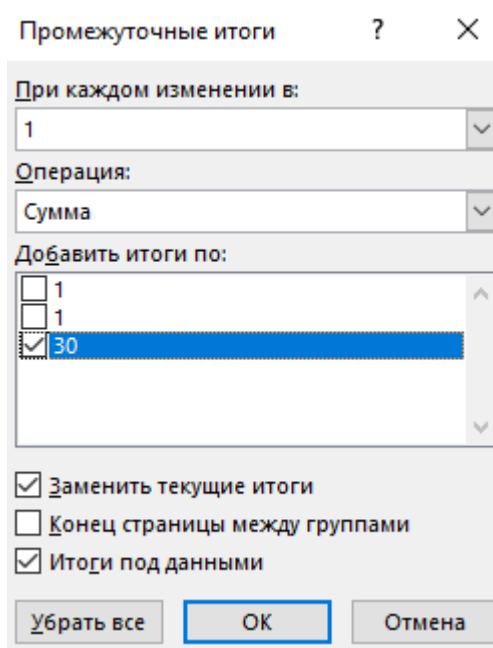 Промежуточные итоги ?
При каждом изменении в:
1
Операция:
Сумма
Добавить итоги по:
1
1
30
Заменить текущие итоги
Конец страницы между группами
Итоги под данными
Убрать все ОК Отмена